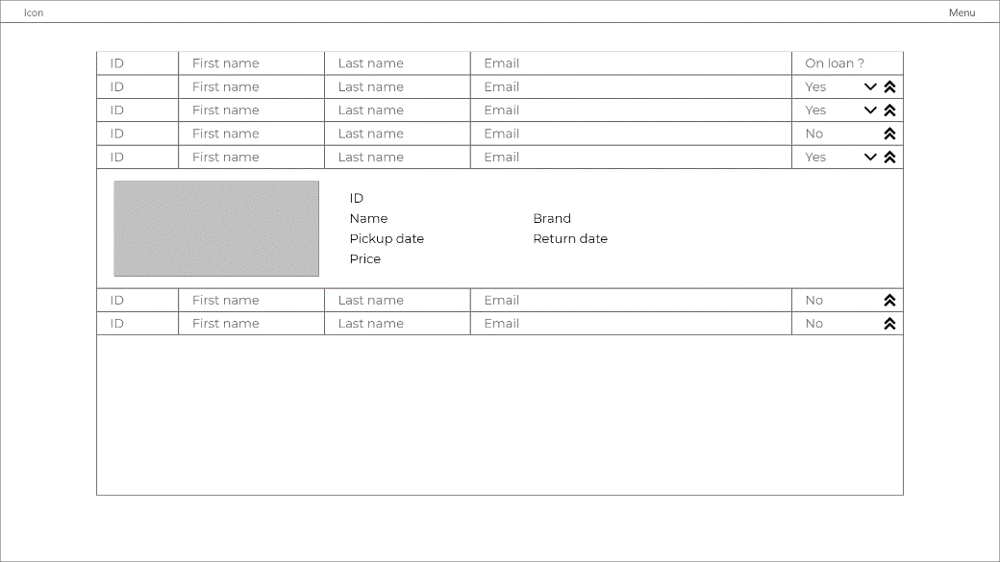 Icon Menu
ID First name Last name Email On loan ?
ID First name Last name Email Yes
ID First name Last name Email Yes
ID First name Last name Email No
ID First name Last name Email Yes
ID
Name Brand
Pickup date Return date
Price
ID First name Last name Email No
ID First name Last name Email No